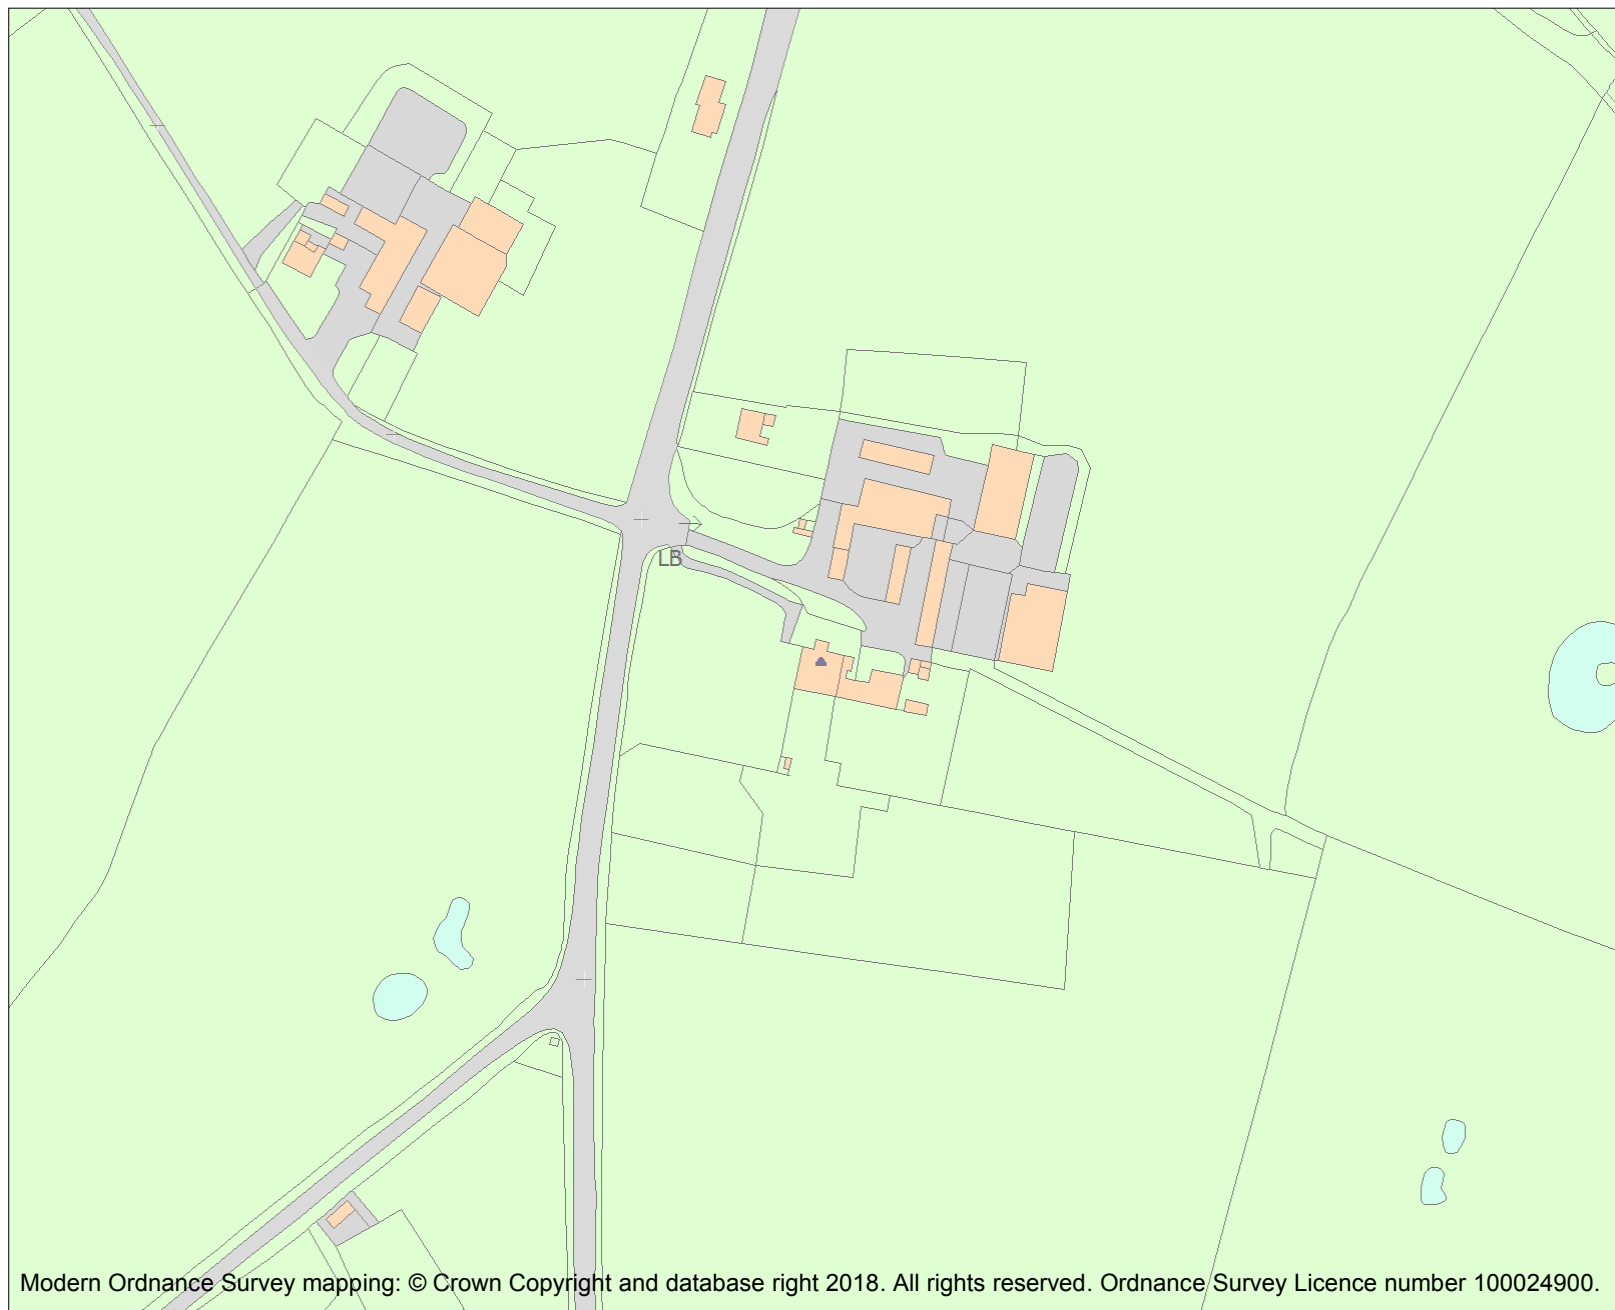 LB
Modern Ordnance Survey mapping: © Crown Copyright and database right 2018. All rights reserved. Ordnance Survey Licence number 100024900.